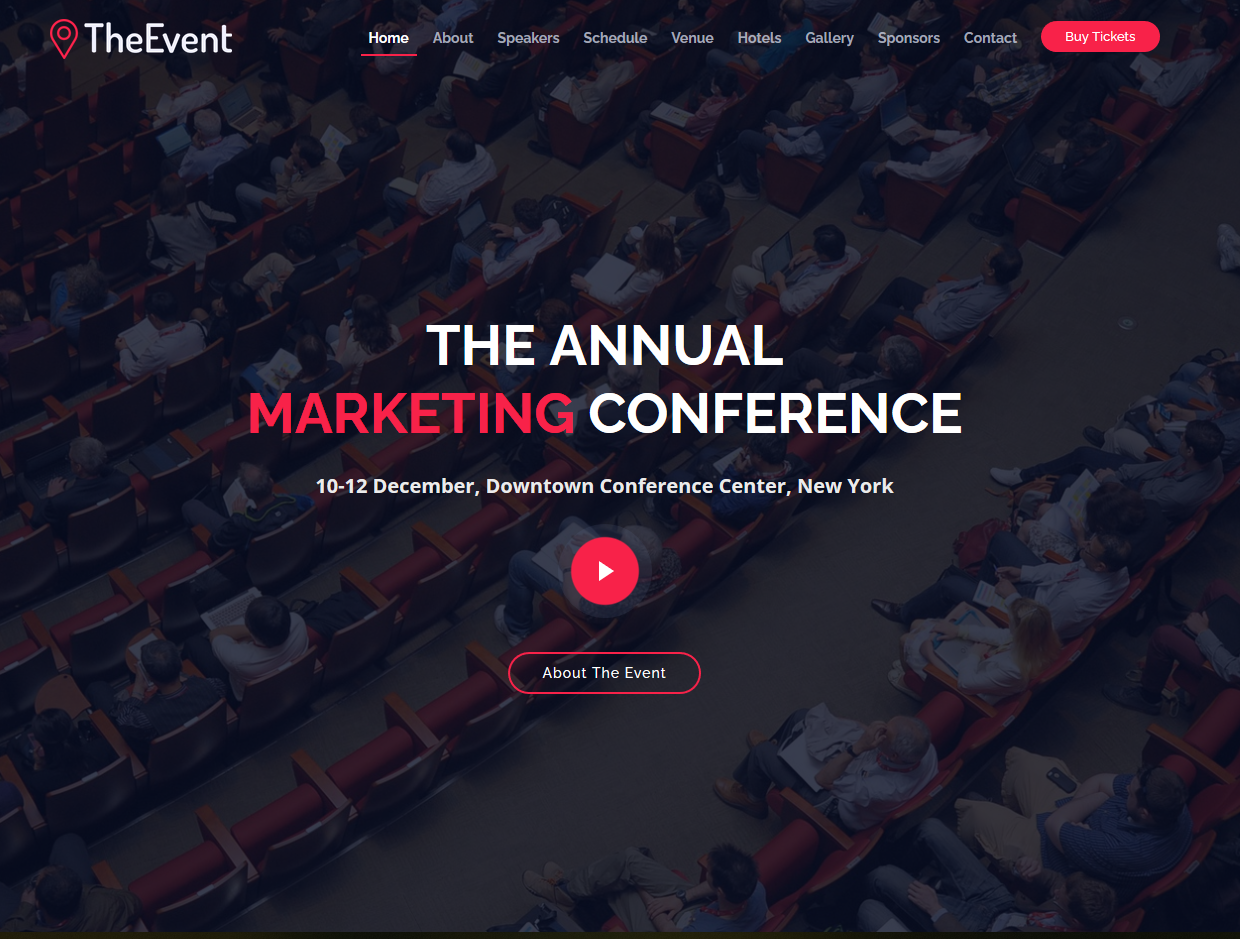 TheEvent
Home About Speakers Schedule Venue Hotels Gallery Sponsors Contact Buy Tickets
THE ANNUAL
MARKETING CONFERENCE
10-12 December, Downtown Conference Center, New York
About The Event